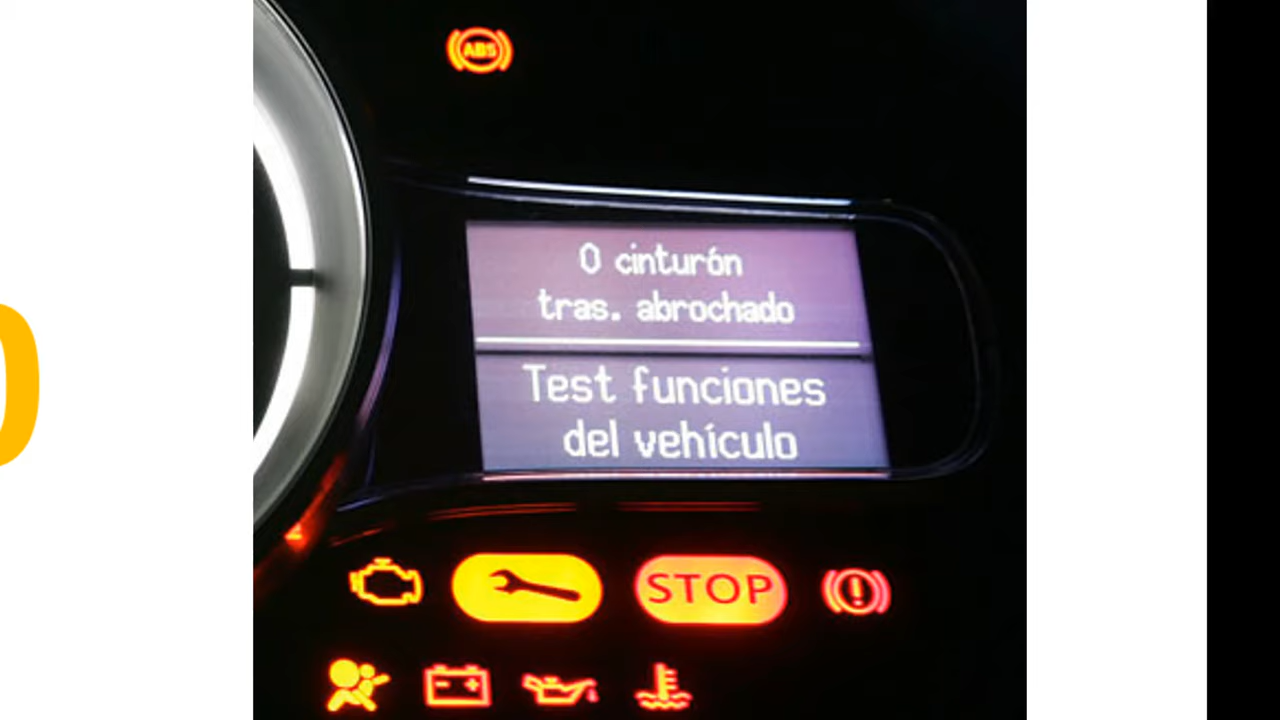 ABS
0 cinturón
tras. abrochado
Test funciones
del vehículo
STOP